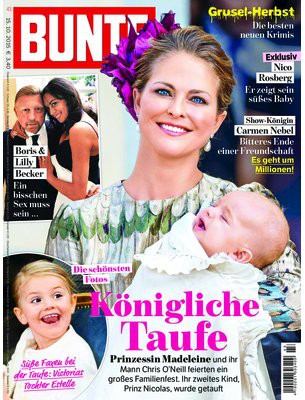 15. 10. 2015 € 3,40
BUNTE
Grusel-Herbst
Die besten
neuen Krimis
Exklusiv
Nico
Rosberg
Er zeigt sein
süßes Baby
Show-Königin
Carmen Nebel
Bitteres Ende
einer Freundschaft
Es geht um
Millionen!
Boris &
Lilly
Becker
Ein
bisschen
Sex muss
sein ...
Die schönsten
Fotos
Königliche
Taufe
Prinzessin Madeleine und ihr
Mann Chris O'Neill feierten ein
großes Familienfest. Ihr zweites Kind,
Prinz Nicolas, wurde getauft
Süße Faxen bei
der Taufe: Victorias
Tochter Estelle